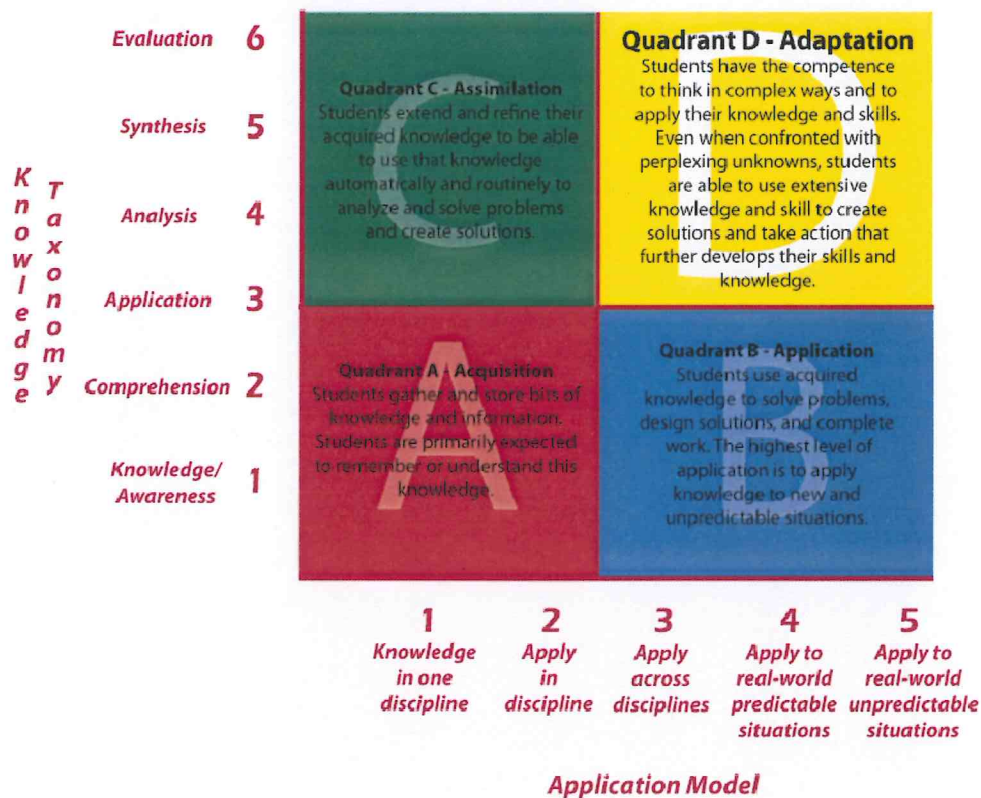 Knowledge
Taxonomy
Evaluation 6
Synthesis 5
Analysis 4
Application 3
Comprehension 2
Knowledge/
Awareness 1
C
Quadrant C - Assimilation
Students extend and refine their
acquired knowledge to be able
to use that knowledge
automatically and routinely to
analyze and solve problems
and create solutions.
D
Quadrant D - Adaptation
Students have the competence
to think in complex ways and to
apply their knowledge and skills.
Even when confronted with
perplexing unknowns, students
are able to use extensive
knowledge and skill to create
solutions and take action that
further develops their skills and
knowledge.
A
Quadrant A - Acquisition
Students gather and store bits of
knowledge and information.
Students are primarily expected
to remember or understand this
knowledge.
B
Quadrant B - Application
Students use acquired
knowledge to solve problems,
design solutions, and complete
work. The highest level of
application is to apply
knowledge to new and
unpredictable situations.
1
Knowledge
in one
discipline
2
Apply
in
discipline
3
Apply
across
disciplines
4
Apply to
real-world
predictable
situations
5
Apply to
real-world
unpredictable
situations
Application Model